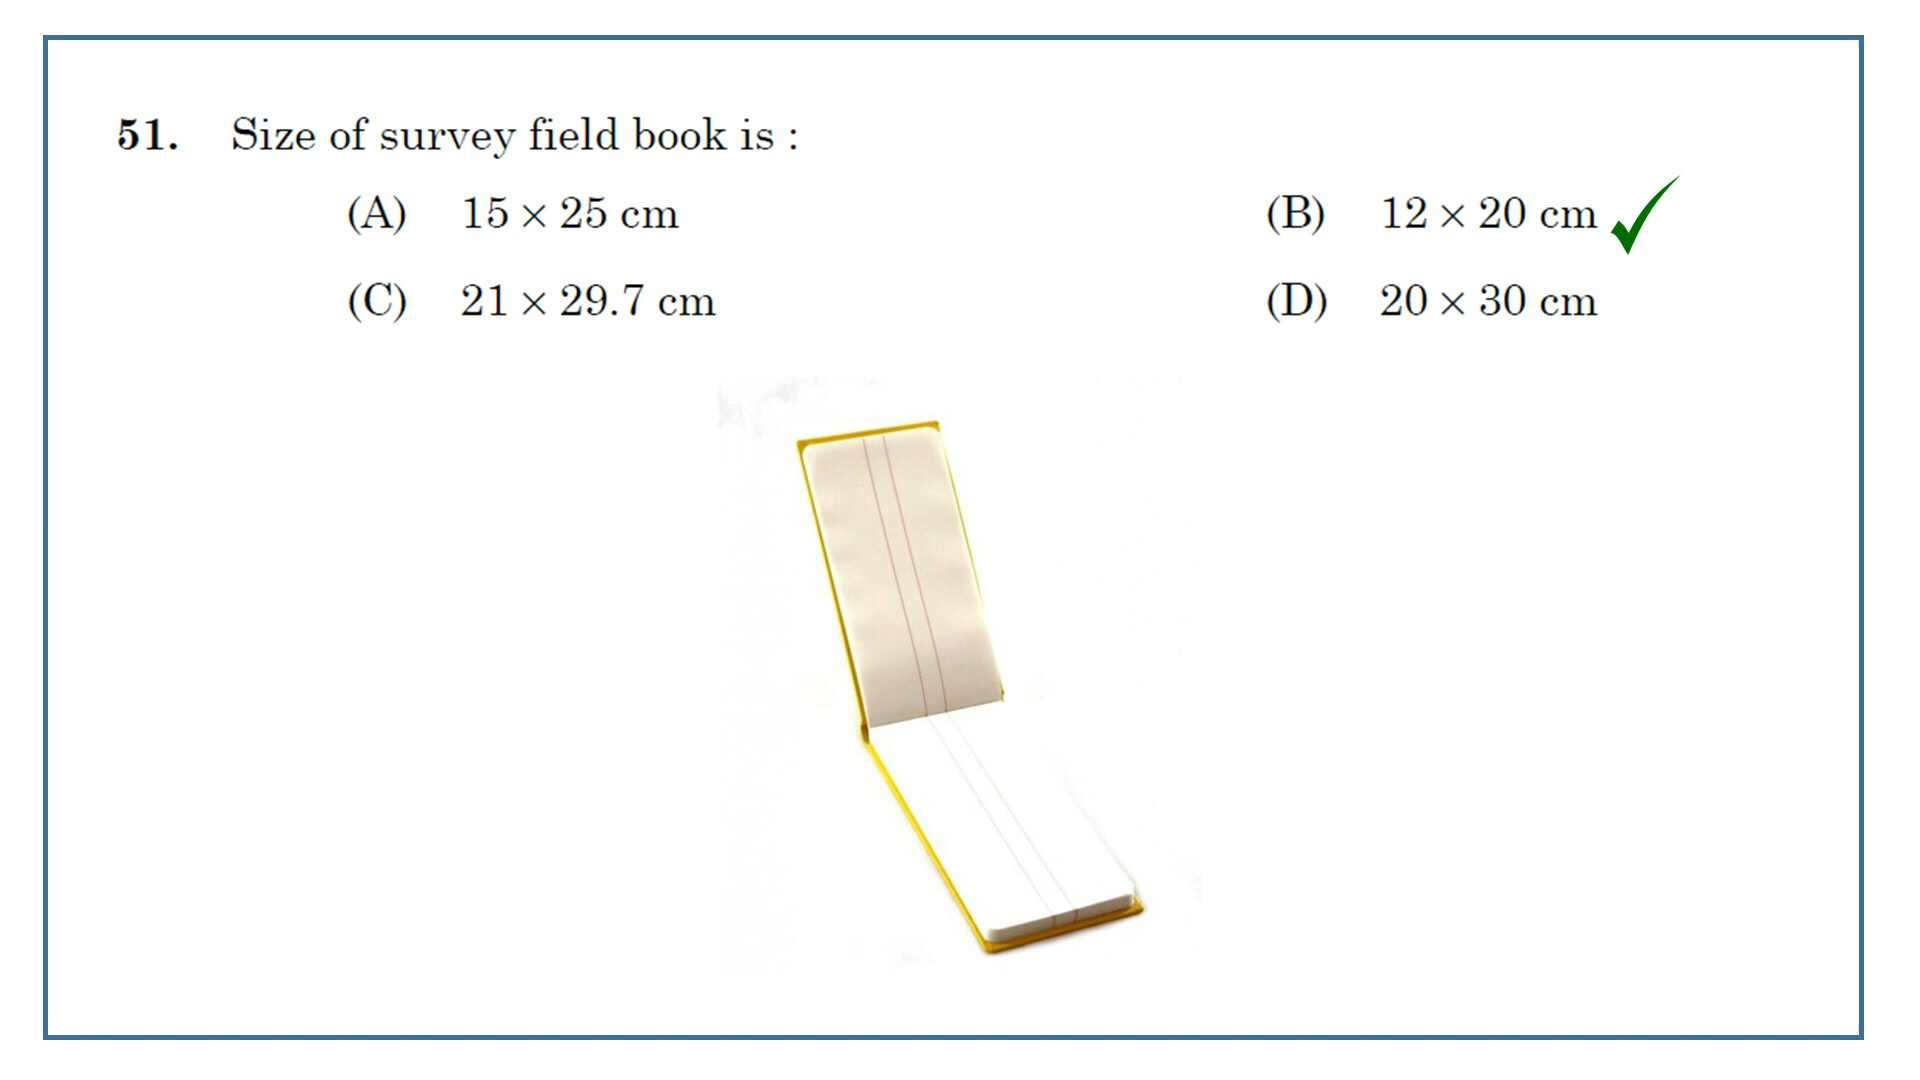 51. Size of survey field book is :
(A) 15 × 25 cm (B) 12 × 20 cm
(C) 21 × 29.7 cm (D) 20 × 30 cm